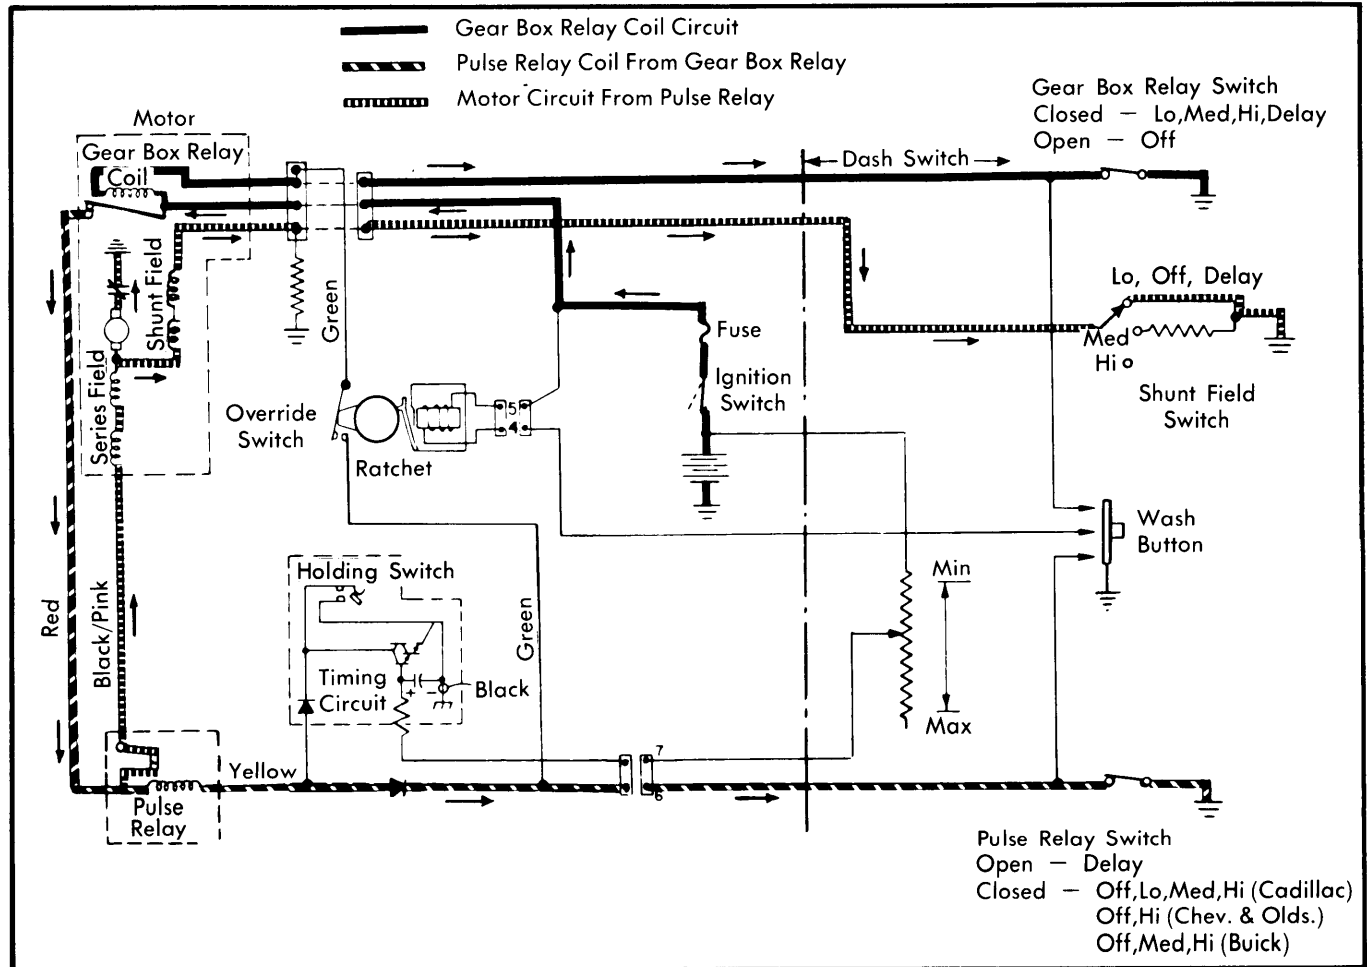 Gear Box Relay Coil Circuit
Pulse Relay Coil From Gear Box Relay
Motor Circuit From Pulse Relay
Gear Box Relay Switch
Closed — Lo,Med,Hi,Delay
Open — Off
Motor
Gear Box Relay
Coil
Dash Switch
Shunt Field
Series Field
Green
Lo, Off, Delay
Med
Hi
Shunt Field
Switch
Fuse
Ignition
Switch
Override
Switch
Ratchet
5
4
Wash
Button
Holding Switch
Timing
Circuit
+
−
Black
Green
Min
Max
Red
Black/Pink
Yellow
7
6
Pulse
Relay
Pulse Relay Switch
Open — Delay
Closed — Off,Lo,Med,Hi (Cadillac)
Off,Hi (Chev. & Olds.)
Off,Med,Hi (Buick)